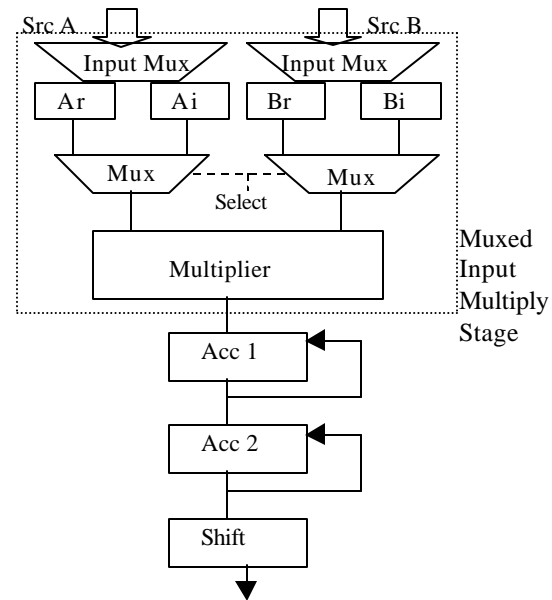 Src A
Src B
Input Mux
Input Mux
Ar
Ai
Br
Bi
Mux
Mux
Select
Multiplier
Muxed
Input
Multiply
Stage
Acc 1
Acc 2
Shift